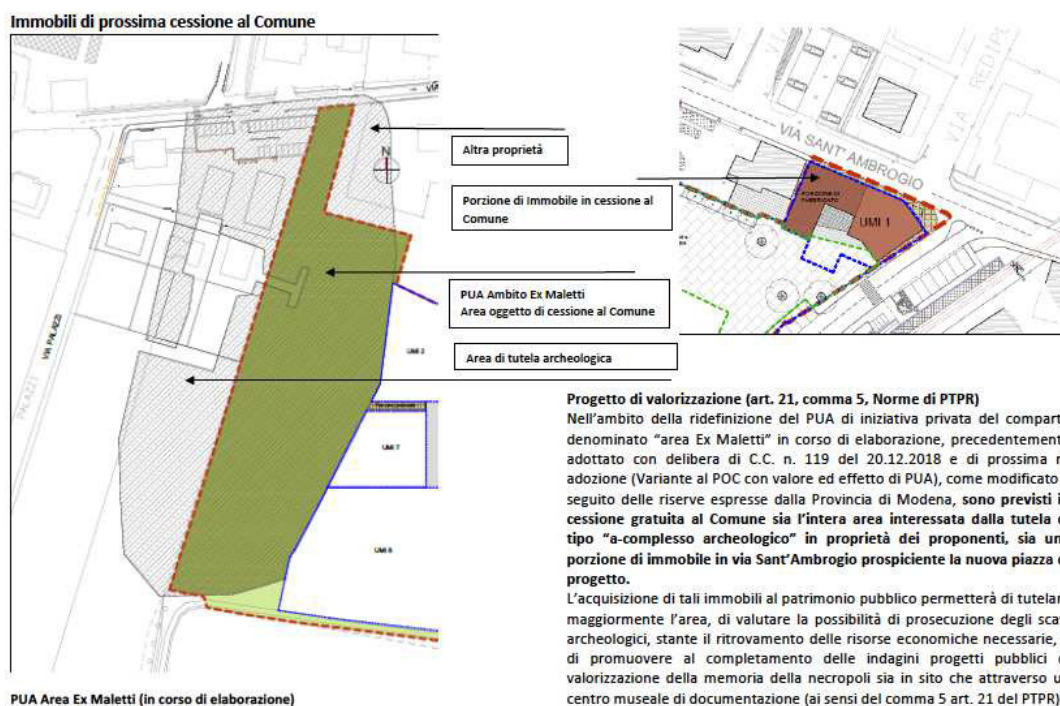 Immobili di prossima cessione al Comune
VIA
Altra proprietà
N
Porzione di Immobile in cessione al
Comune
PUA Ambito Ex Maletti
Area oggetto di cessione al Comune
Area di tutela archeologica
VIA PALAZZI
PALAZZI
UMI 2
UMI 7
VIA SANT' AMBROGIO
VIA
PORZIONE DI
FABBRICATO
UMI 1
Progetto di valorizzazione (art. 21, comma 5, Norme di PTPR)
Nell'ambito della ridefinizione del PUA di iniziativa privata del compart
denominato "area Ex Maletti" in corso di elaborazione, precedentement
adottato con delibera di C.C. n. 119 del 20.12.2018 e di prossima r
adozione (Variante al POC con valore ed effetto di PUA), come modificato
seguito delle riserve espresse dalla Provincia di Modena, sono previsti i
cessione gratuita al Comune sia l'intera area interessata dalla tutela d
tipo "a-complesso archeologico" in proprietà dei proponenti, sia un
porzione di immobile in via Sant'Ambrogio prospiciente la nuova piazza d
progetto.
L'acquisizione di tali immobili al patrimonio pubblico permetterà di tutelar
maggiormente l'area, di valutare la possibilità di prosecuzione degli sca
archeologici, stante il ritrovamento delle risorse economiche necessarie,
di promuovere al completamento delle indagini progetti pubblici d
valorizzazione della memoria della necropoli sia in sito che attraverso u
centro museale di documentazione (ai sensi del comma 5 art. 21 del PTPR)
PUA Area Ex Maletti (in corso di elaborazione)